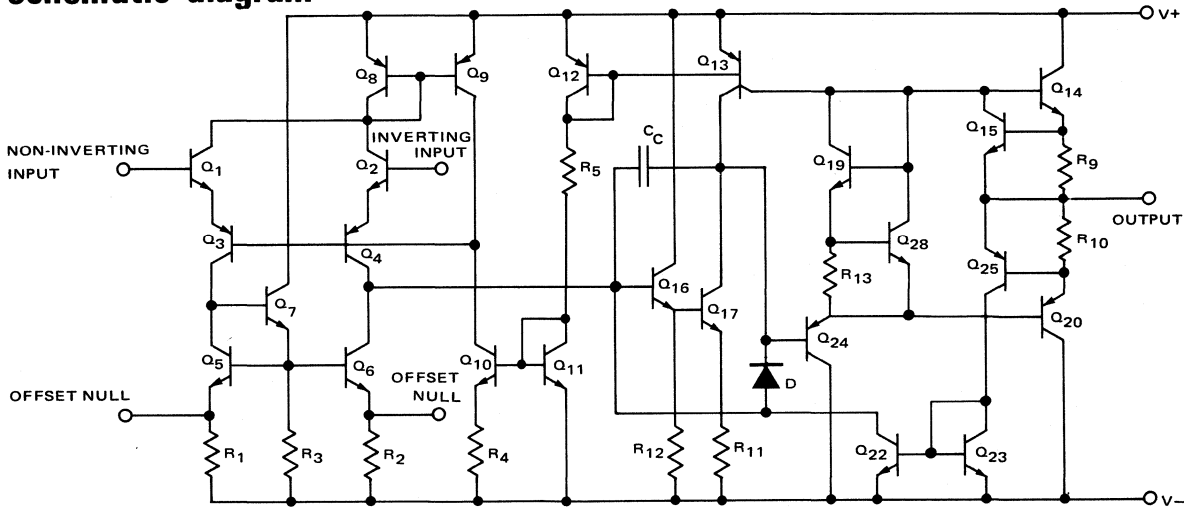 schematic diagram
V+
Q8
Q9
Q12
Q13
Q14
NON-INVERTING
INPUT
Q1
INVERTING
INPUT
Q2
CC
R5
Q19
Q15
R9
OUTPUT
Q3
Q4
Q28
R10
Q16
Q17
R13
Q25
Q7
Q24
Q20
Q5
Q6
Q10
Q11
D
OFFSET NULL
OFFSET
NULL
R1
R3
R2
R4
R12
R11
Q22
Q23
V−